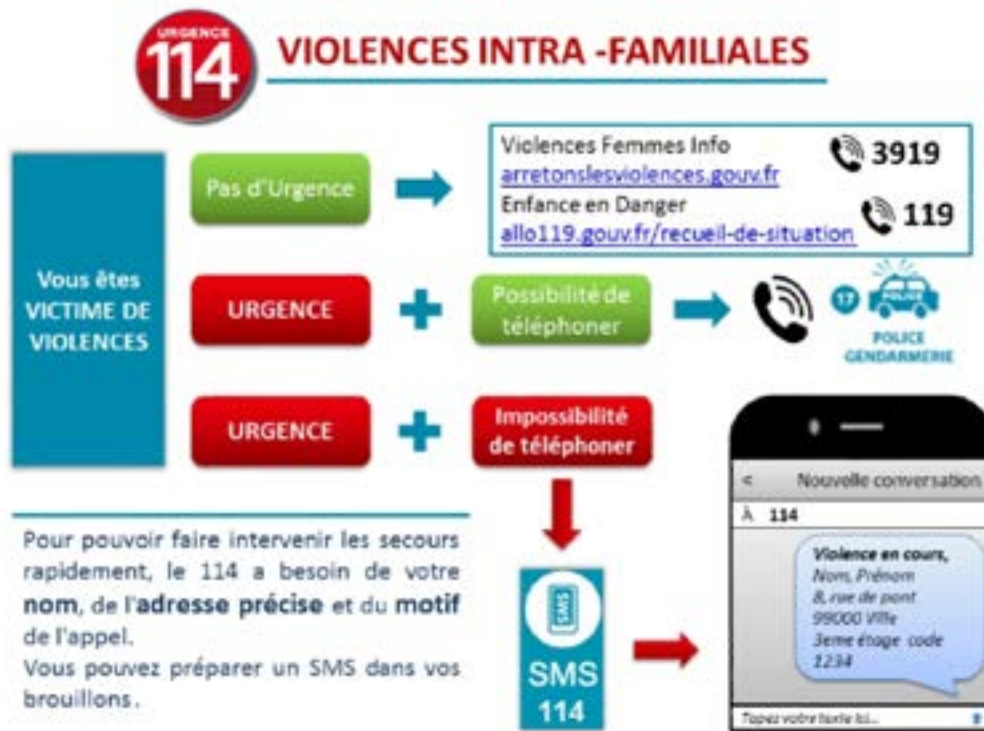 URGENCE
114
VIOLENCES INTRA -FAMILIALES
Vous êtes
VICTIME DE
VIOLENCES
Pas d'Urgence
Violences Femmes Info
3919
arretonslesviolences.gouv.fr
Enfance en Danger
119
allo119.gouv.fr/recueil-de-situation
URGENCE
Possibilité de
téléphoner
17
POLICE
POLICE
GENDARMERIE
URGENCE
Impossibilité
de téléphoner
Pour pouvoir faire intervenir les secours
rapidement, le 114 a besoin de votre
nom, de l'adresse précise et du motif
de l'appel.
Vous pouvez préparer un SMS dans vos
brouillons.
SMS
SMS
114
< Nouvelle conversation
À 114
Violence en cours,
Nom, Prénom
8, rue de pont
99000 Ville
3eme étage code
1234
Tapez votre texte ici...